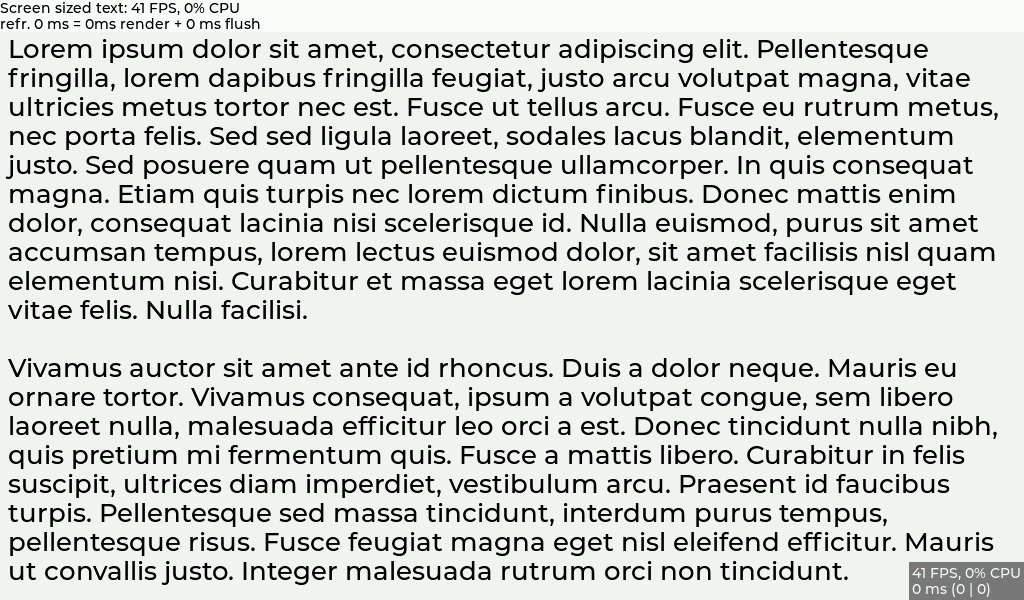 Screen sized text: 41 FPS, 0% CPU
refr. 0 ms = 0ms render + 0 ms flush
Lorem ipsum dolor sit amet, consectetur adipiscing elit. Pellentesque
fringilla, lorem dapibus fringilla feugiat, justo arcu volutpat magna, vitae
ultricies metus tortor nec est. Fusce ut tellus arcu. Fusce eu rutrum metus,
nec porta felis. Sed sed ligula laoreet, sodales lacus blandit, elementum
justo. Sed posuere quam ut pellentesque ullamcorper. In quis consequat
magna. Etiam quis turpis nec lorem dictum finibus. Donec mattis enim
dolor, consequat lacinia nisi scelerisque id. Nulla euismod, purus sit amet
accumsan tempus, lorem lectus euismod dolor, sit amet facilisis nisl quam
elementum nisi. Curabitur et massa eget lorem lacinia scelerisque eget
vitae felis. Nulla facilisi.
Vivamus auctor sit amet ante id rhoncus. Duis a dolor neque. Mauris eu
ornare tortor. Vivamus consequat, ipsum a volutpat congue, sem libero
laoreet nulla, malesuada efficitur leo orci a est. Donec tincidunt nulla nibh,
quis pretium mi fermentum quis. Fusce a mattis libero. Curabitur in felis
suscipit, ultrices diam imperdiet, vestibulum arcu. Praesent id faucibus
turpis. Pellentesque sed massa tincidunt, interdum purus tempus,
pellentesque risus. Fusce feugiat magna eget nisl eleifend efficitur. Mauris
ut convallis justo. Integer malesuada rutrum orci non tincidunt.
41 FPS, 0% CPU
0 ms (0 | 0)